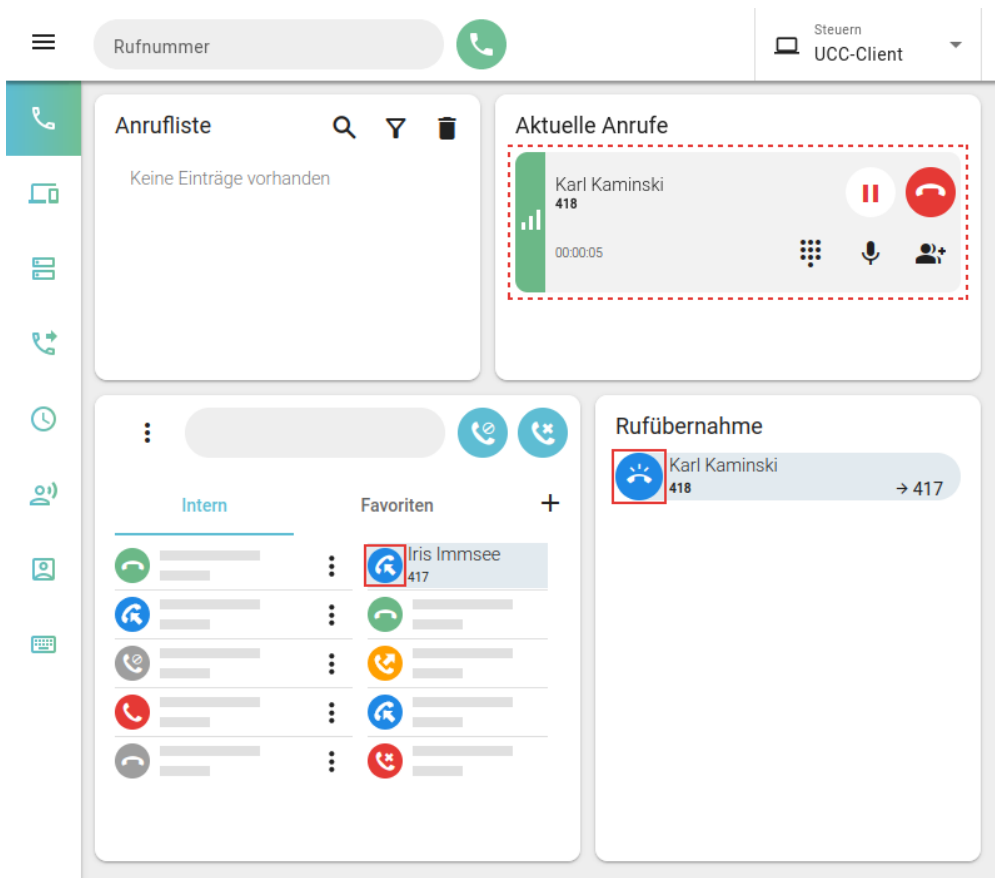 Rufnummer
Steuern
UCC-Client
Anrufliste
Keine Einträge vorhanden
Aktuelle Anrufe
Karl Kaminski
418
00:00:05
Intern
Favoriten
Iris Immsee
417
Rufübernahme
Karl Kaminski
418
→ 417